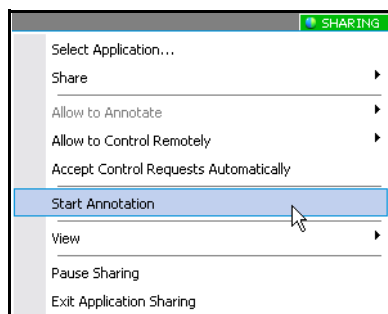 SHARING
Select Application...
Share
Allow to Annotate
Allow to Control Remotely
Accept Control Requests Automatically
Start Annotation
View
Pause Sharing
Exit Application Sharing